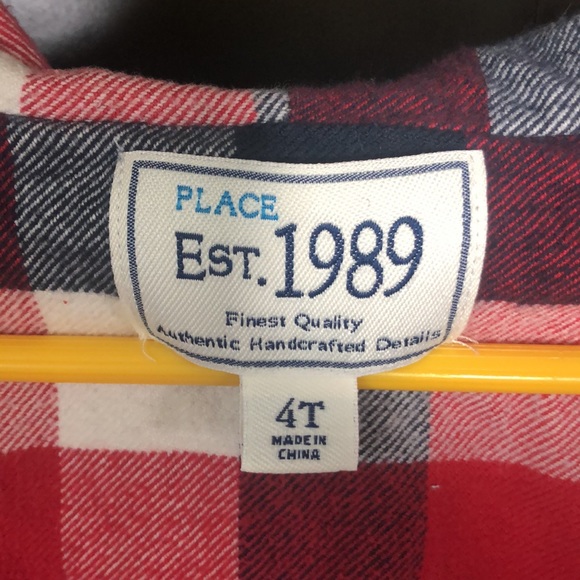 PLACE
EST. 1989
Finest Quality
Authentic Handcrafted Details
4T
MADE IN
CHINA